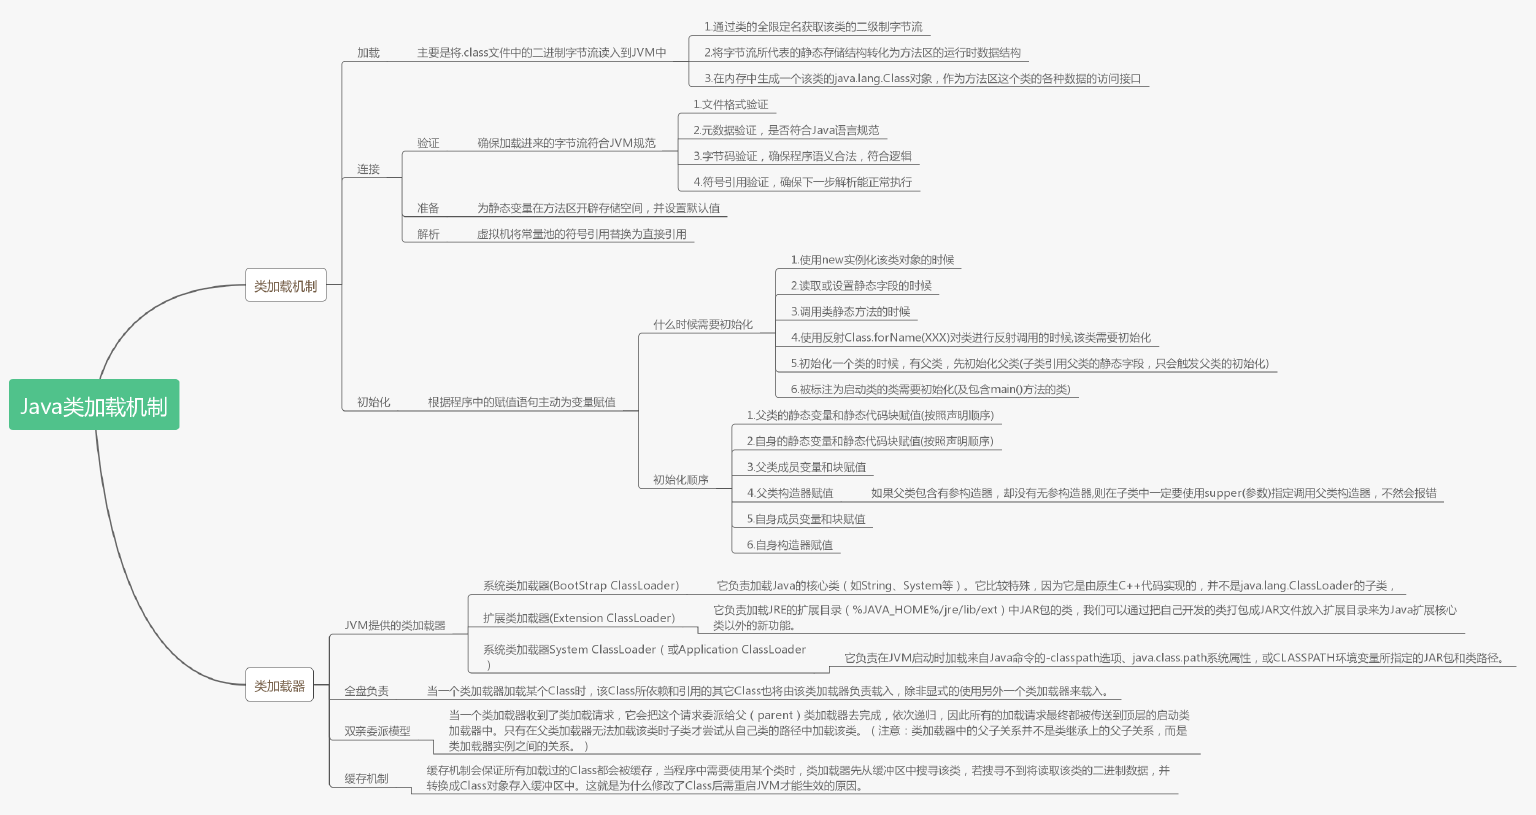 Java类加载机制
类加载机制
加载
主要是将.class文件中的二进制字节流读入到JVM中
1.通过类的全限定名获取该类的二级制字节流
2.将字节流所代表的静态存储结构转化为方法区的运行时数据结构
3.在内存中生成一个该类的java.lang.Class对象，作为方法区这个类的各种数据的访问接口
连接
验证
确保加载进来的字节流符合JVM规范
1.文件格式验证
2.元数据验证，是否符合Java语言规范
3.字节码验证，确保程序语义合法，符合逻辑
4.符号引用验证，确保下一步解析能正常执行
准备
为静态变量在方法区开辟存储空间，并设置默认值
解析
虚拟机将常量池的符号引用替换为直接引用
初始化
根据程序中的赋值语句主动为变量赋值
什么时候需要初始化
1.使用new实例化该类对象的时候
2.读取或设置静态字段的时候
3.调用类静态方法的时候
4.使用反射Class.forName(XXX)对类进行反射调用的时候,该类需要初始化
5.初始化一个类的时候，有父类，先初始化父类(子类引用父类的静态字段，只会触发父类的初始化)
6.被标注为启动类的类需要初始化(及包含main()方法的类)
初始化顺序
1.父类的静态变量和静态代码块赋值(按照声明顺序)
2.自身的静态变量和静态代码块赋值(按照声明顺序)
3.父类成员变量和块赋值
4.父类构造器赋值
如果父类包含有参构造器，却没有无参构造器,则在子类中一定要使用supper(参数)指定调用父类构造器，不然会报错
5.自身成员变量和块赋值
6.自身构造器赋值
类加载器
JVM提供的类加载器
系统类加载器(BootStrap ClassLoader)
它负责加载Java的核心类（如String、System等）。它比较特殊，因为它是由原生C++代码实现的，并不是java.lang.ClassLoader的子类，
扩展类加载器(Extension ClassLoader)
它负责加载JRE的扩展目录（%JAVA_HOME%/jre/lib/ext）中JAR包的类，我们可以通过把自己开发的类打包成JAR文件放入扩展目录来为Java扩展核心
类以外的新功能。
系统类加载器System ClassLoader（或Application ClassLoader
）
它负责在JVM启动时加载来自Java命令的-classpath选项、java.class.path系统属性，或CLASSPATH环境变量所指定的JAR包和类路径。
全盘负责
当一个类加载器加载某个Class时，该Class所依赖和引用的其它Class也将由该类加载器负责载入，除非显式的使用另外一个类加载器来载入。
双亲委派模型
当一个类加载器收到了类加载请求，它会把这个请求委派给父（parent）类加载器去完成，依次递归，因此所有的加载请求最终都被传送到顶层的启动类
加载器中。只有在父类加载器无法加载该类时子类才尝试从自己类的路径中加载该类。（注意：类加载器中的父子关系并不是类继承上的父子关系，而是
类加载器实例之间的关系。）
缓存机制
缓存机制会保证所有加载过的Class都会被缓存，当程序中需要使用某个类时，类加载器先从缓冲区中搜寻该类，若搜寻不到将读取该类的二进制数据，并
转换成Class对象存入缓冲区中。这就是为什么修改了Class后需重启JVM才能生效的原因。